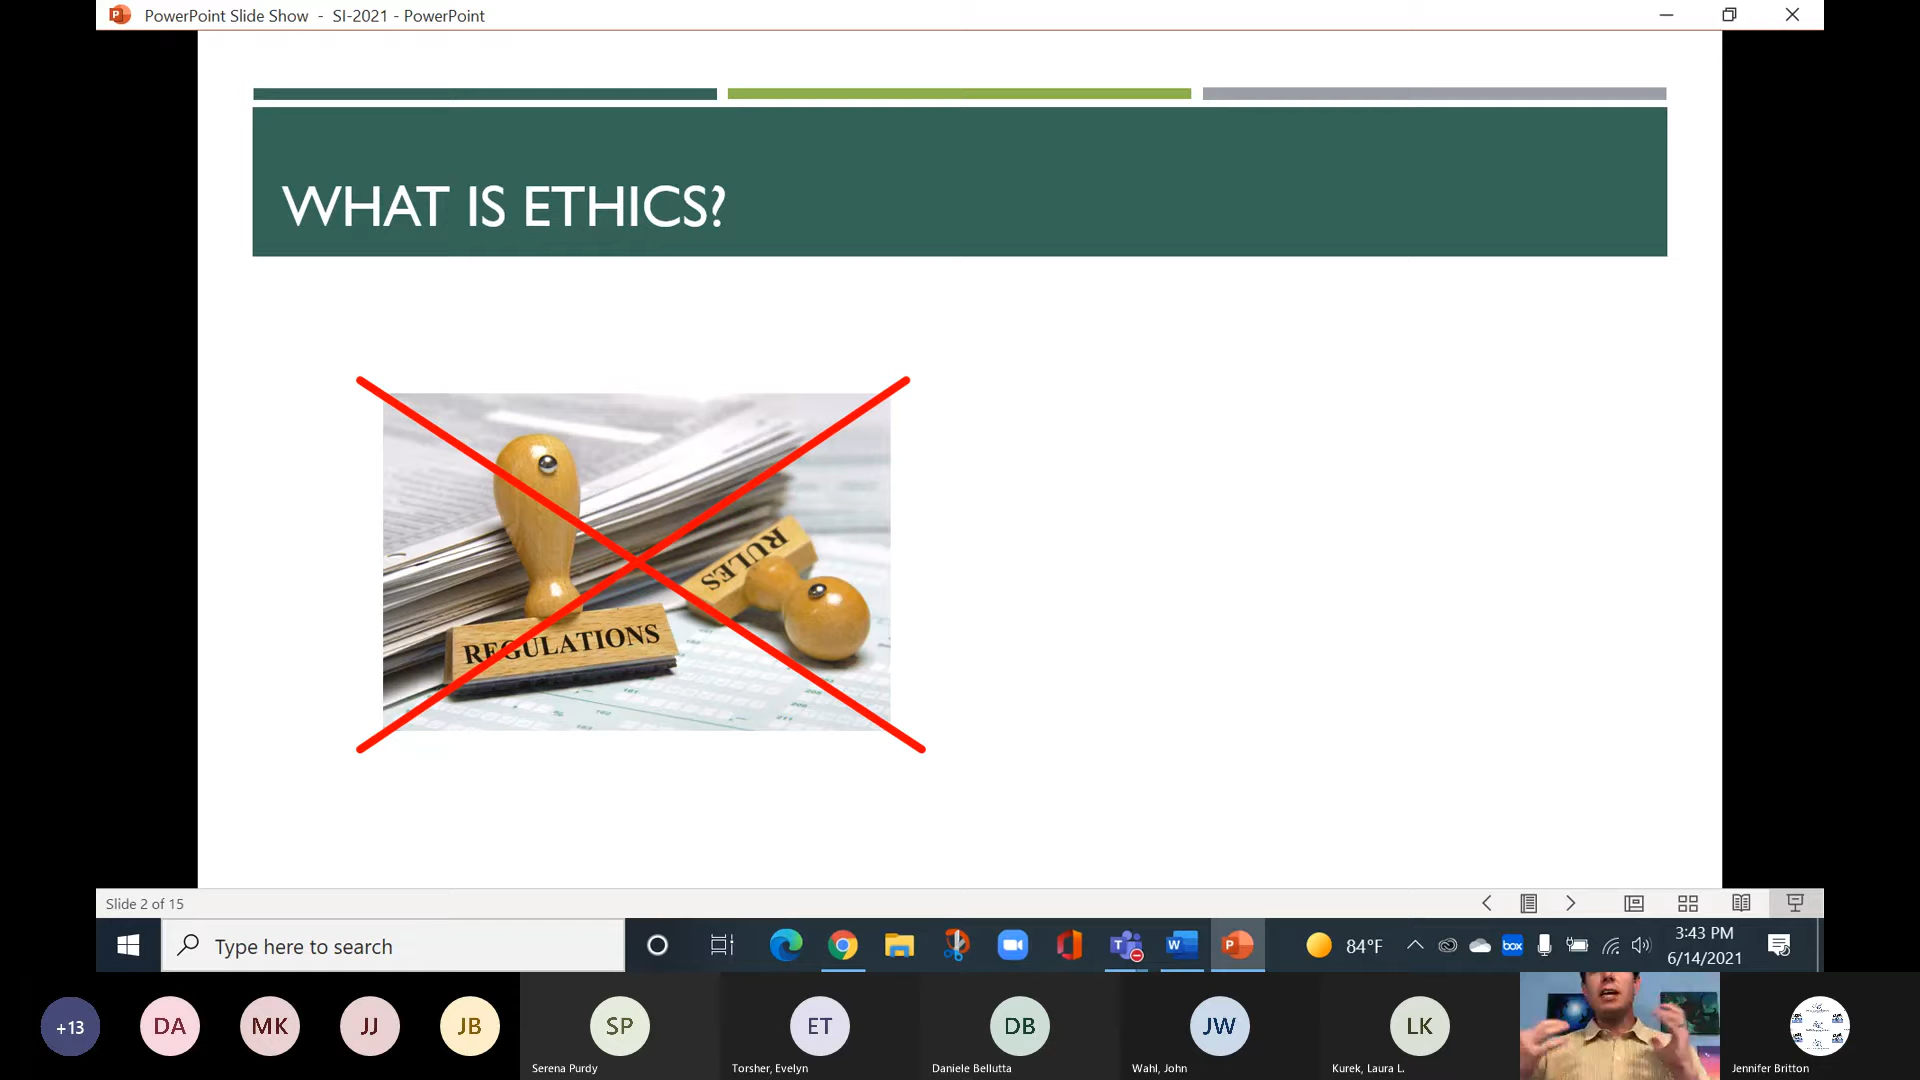 PowerPoint Slide Show - SI-2021 - PowerPoint
WHAT IS ETHICS?
RULES
REGULATIONS
Slide 2 of 15
Type here to search
box
84°F
3:43 PM
6/14/2021
+13
DA
MK
JJ
JB
SP
ET
DB
JW
LK
Serena Purdy
Torsher, Evelyn
Daniele Bellutta
Wahl, John
Kurek, Laura L.
Jennifer Britton